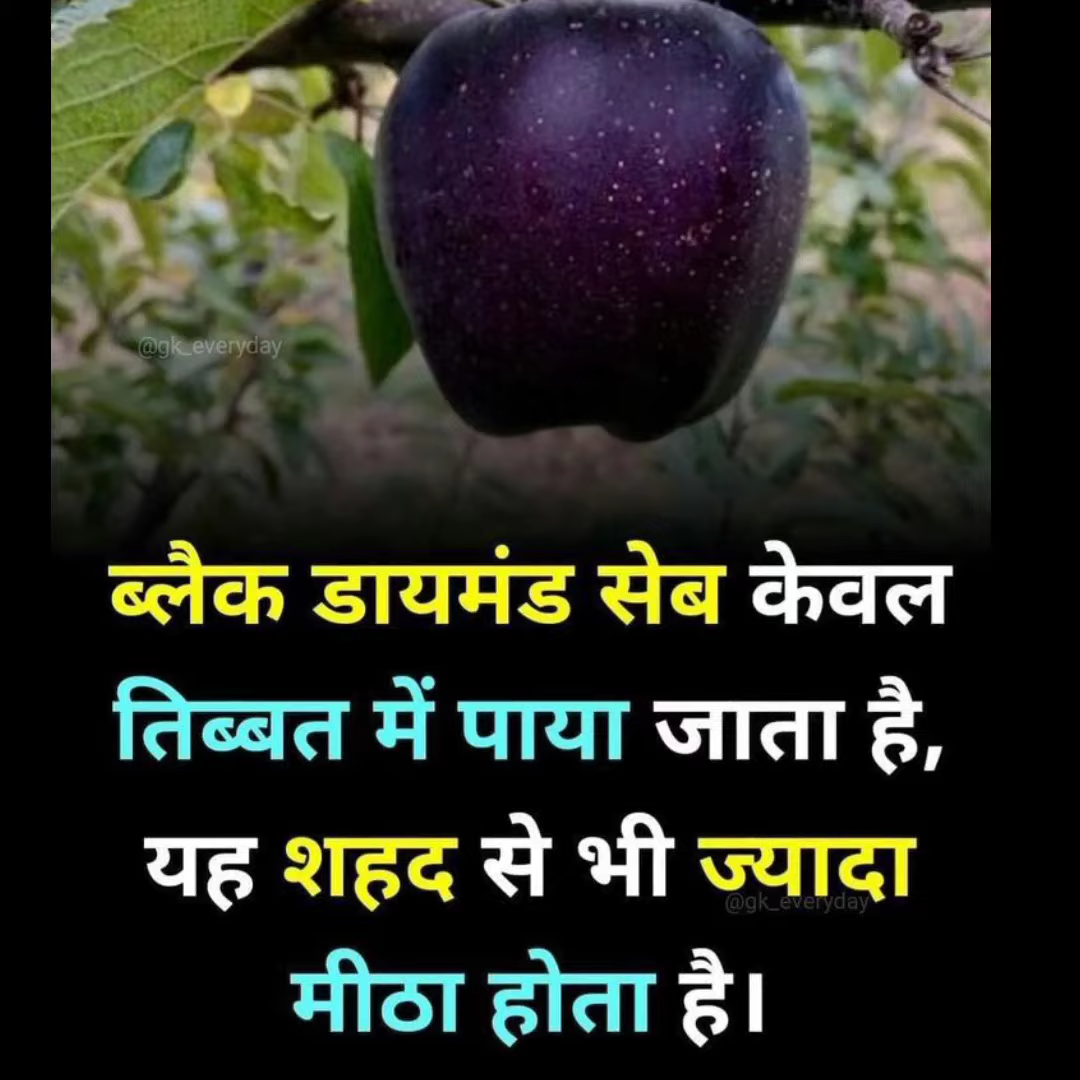 @gk_everyday
ब्लैक डायमंड सेब केवल
तिब्बत में पाया जाता है,
यह शहद से भी ज्यादा
@gk_everyday
मीठा होता है।